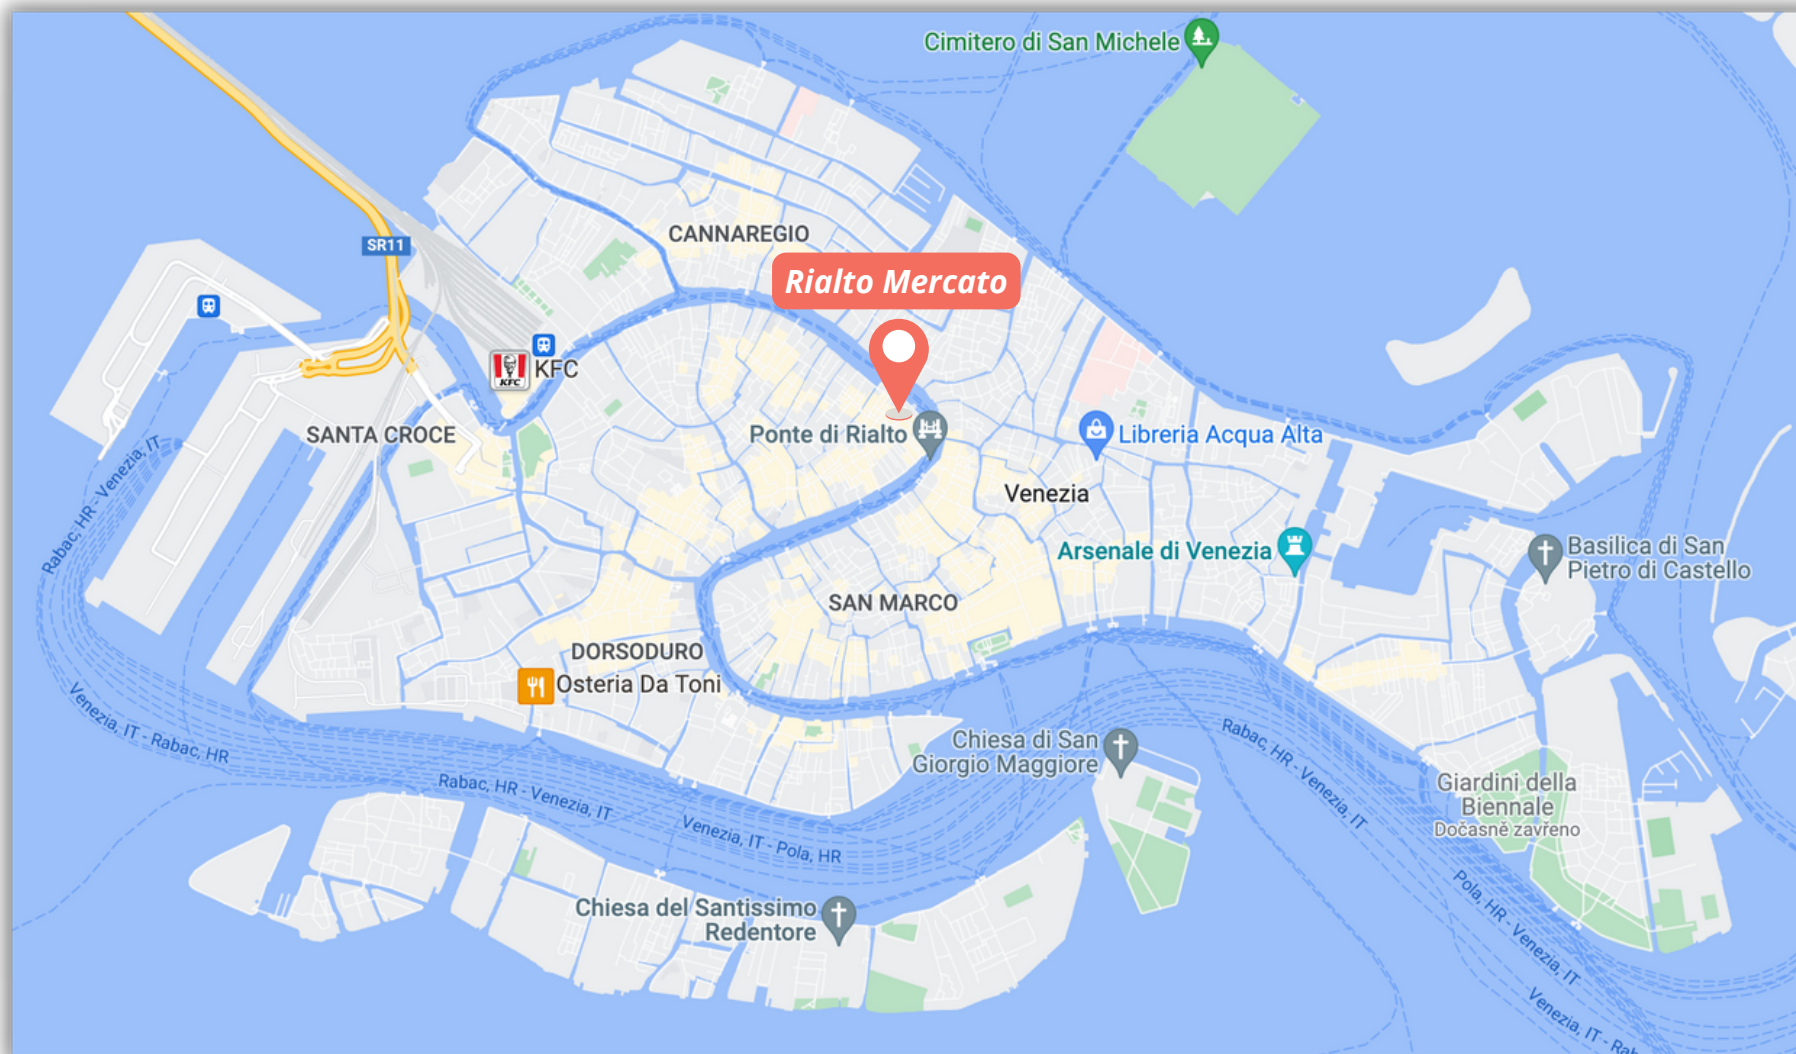 Cimitero di San Michele
CANNAREGIO
SR11
Rialto Mercato
KFC
KFC
SANTA CROCE
Ponte di Rialto
Libreria Acqua Alta
Venezia
Rabac, HR - Venezia, IT
Arsenale di Venezia
Basilica di San
Pietro di Castello
SAN MARCO
DORSODURO
Osteria Da Toni
Venezia, IT - Rabac, HR
Chiesa di San
Giorgio Maggiore
Rabac, HR - Venezia, IT
Rabac, HR - Venezia, IT
Giardini della
Biennale
Dočasně zavřeno
Venezia, IT - Pola, HR
Chiesa del Santissimo
Redentore
Pola, HR - Venezia, IT
Venezia, IT - Rab